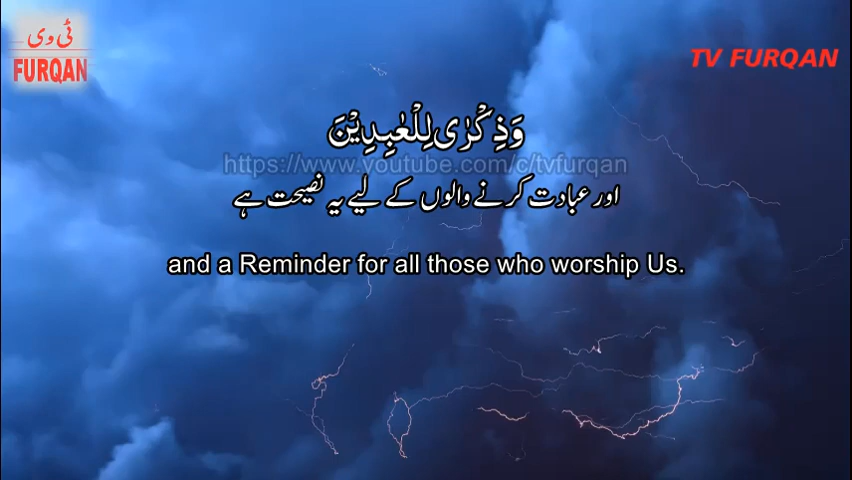 ٹی وی
FURQAN
TV FURQAN
وَذِكْرٰى لِلْعٰبِدِيْنَ
https://www.youtube.com/c/tvfurqan
اور عبادت کرنے والوں کے لیے یہ نصیحت ہے
and a Reminder for all those who worship Us.